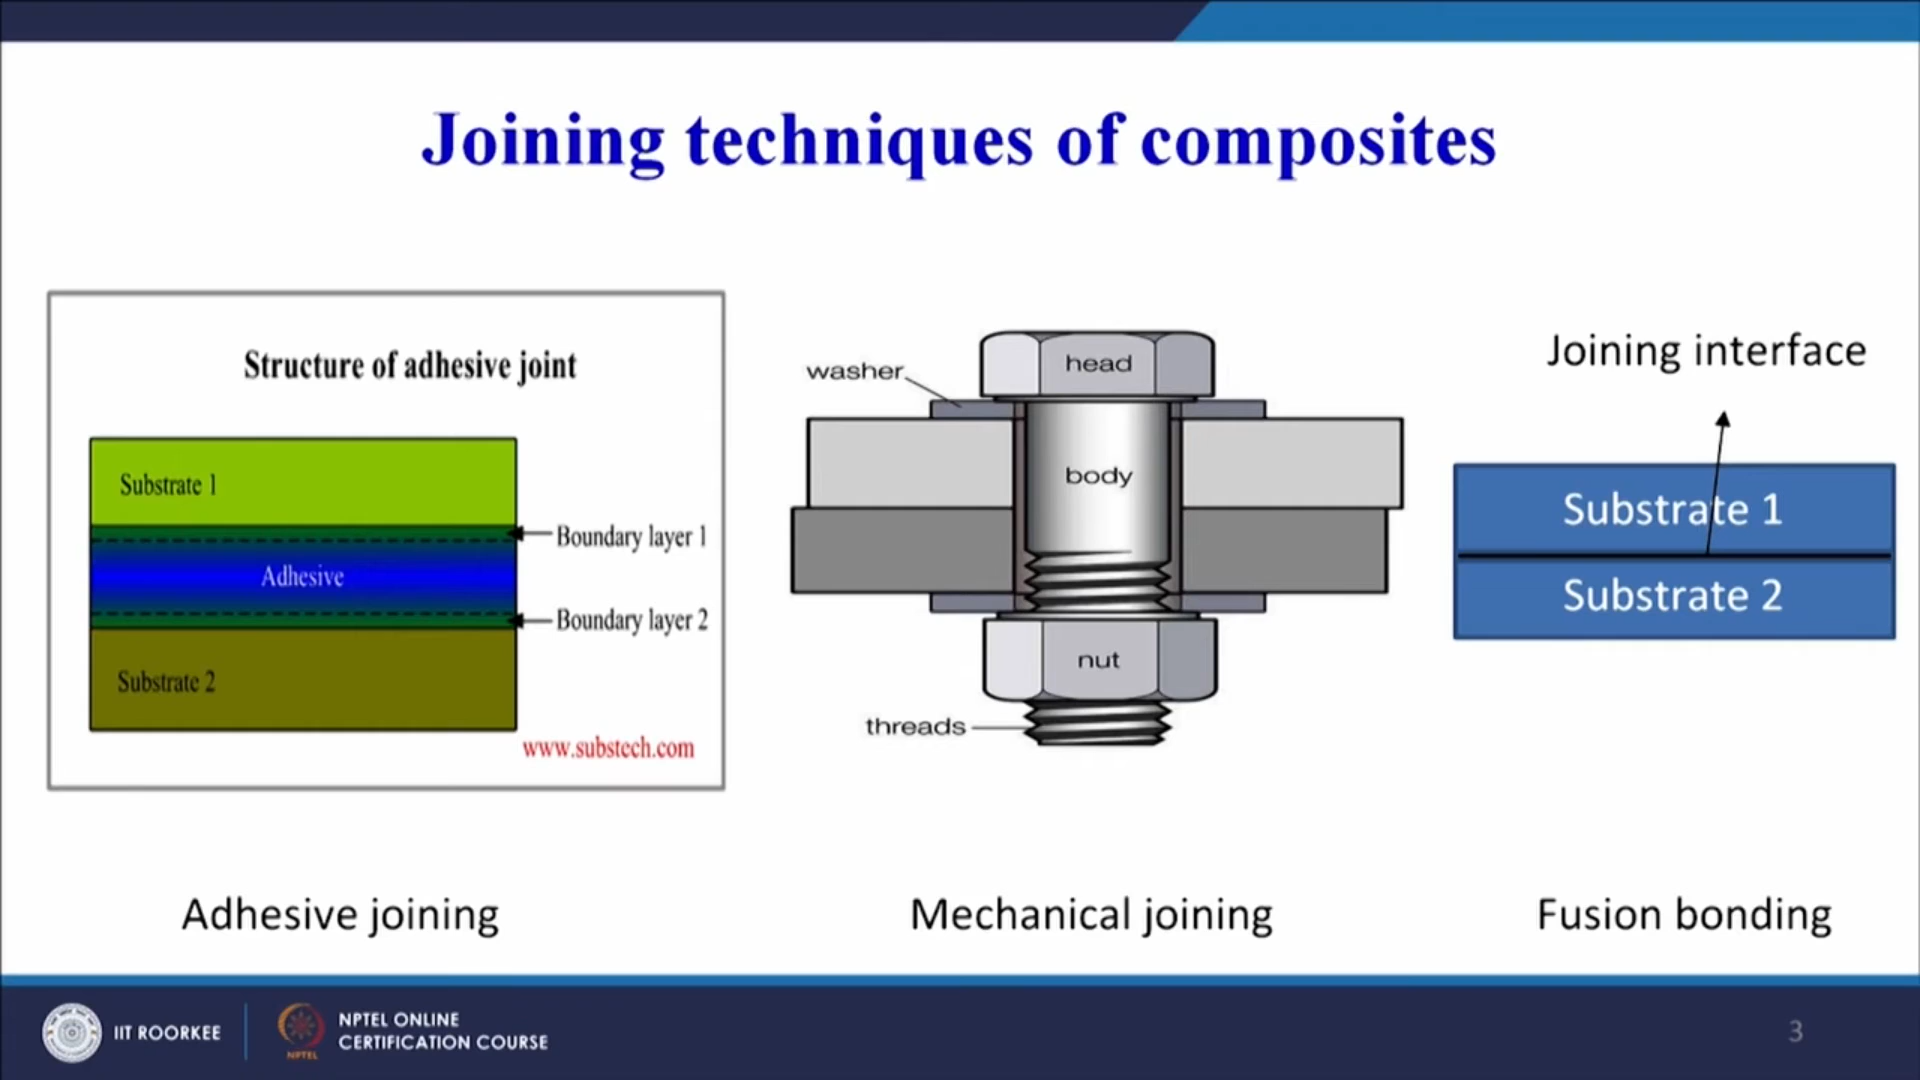 Joining techniques of composites
Structure of adhesive joint
Substrate 1
Boundary layer 1
Adhesive
Boundary layer 2
Substrate 2
www.substech.com
washer
head
body
nut
threads
Joining interface
Substrate 1
Substrate 2
Adhesive joining
Mechanical joining
Fusion bonding
IIT ROORKEE
NPTEL
NPTEL ONLINE
CERTIFICATION COURSE
3